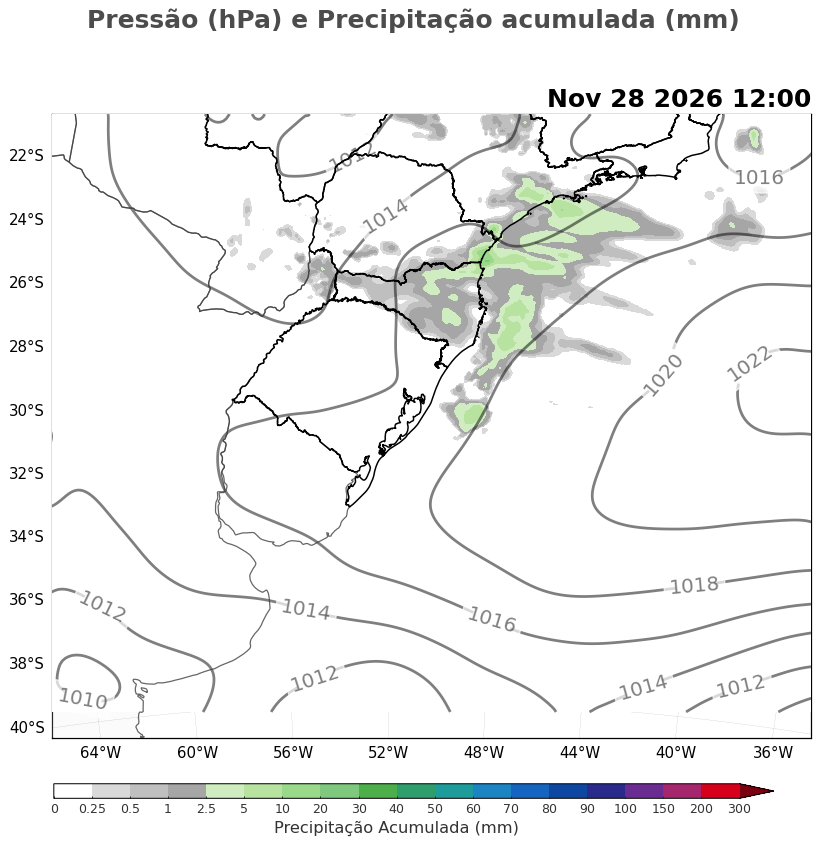 Pressão (hPa) e Precipitação acumulada (mm)
Nov 28 2026 12:00
22°S
24°S
26°S
28°S
30°S
32°S
34°S
36°S
38°S
40°S
1014
1016
1020
1022
1018
1016
1014
1012
1010
1012
1014
1012
64°W 60°W 56°W 52°W 48°W 44°W 40°W 36°W
0 0.25 0.5 1 2.5 5 10 20 30 40 50 60 70 80 90 100 150 200 300
Precipitação Acumulada (mm)